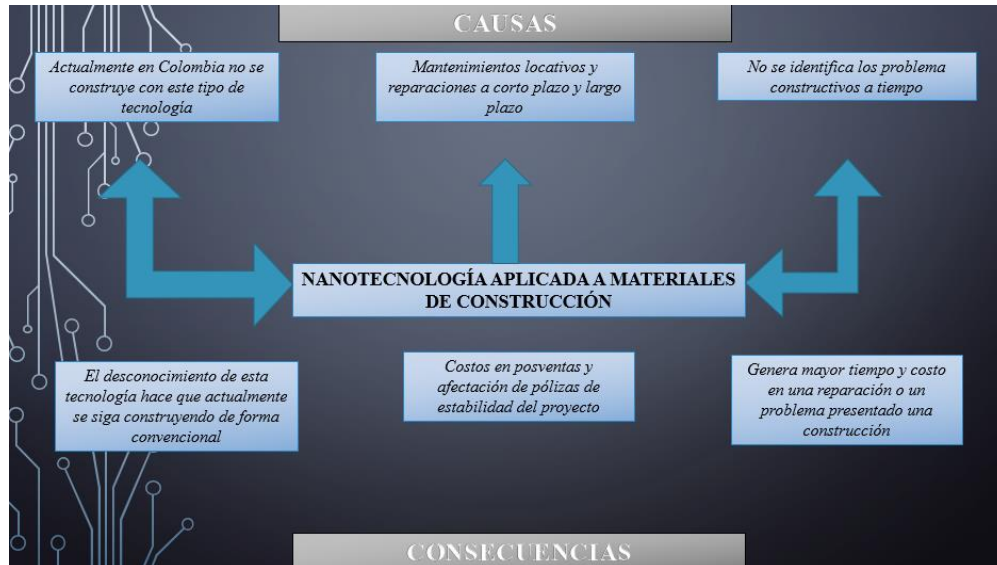 CAUSAS
Actualmente en Colombia no se
construye con este tipo de
tecnología
Mantenimientos locativos y
reparaciones a corto plazo y largo
plazo
No se identifica los problema
constructivos a tiempo
NANOTECNOLOGÍA APLICADA A MATERIALES
DE CONSTRUCCIÓN
El desconocimiento de esta
tecnología hace que actualmente
se siga construyendo de forma
convencional
Costos en posventas y
afectación de pólizas de
estabilidad del proyecto
Genera mayor tiempo y costo
en una reparación o un
problema presentado una
construcción
CONSECUENCIAS